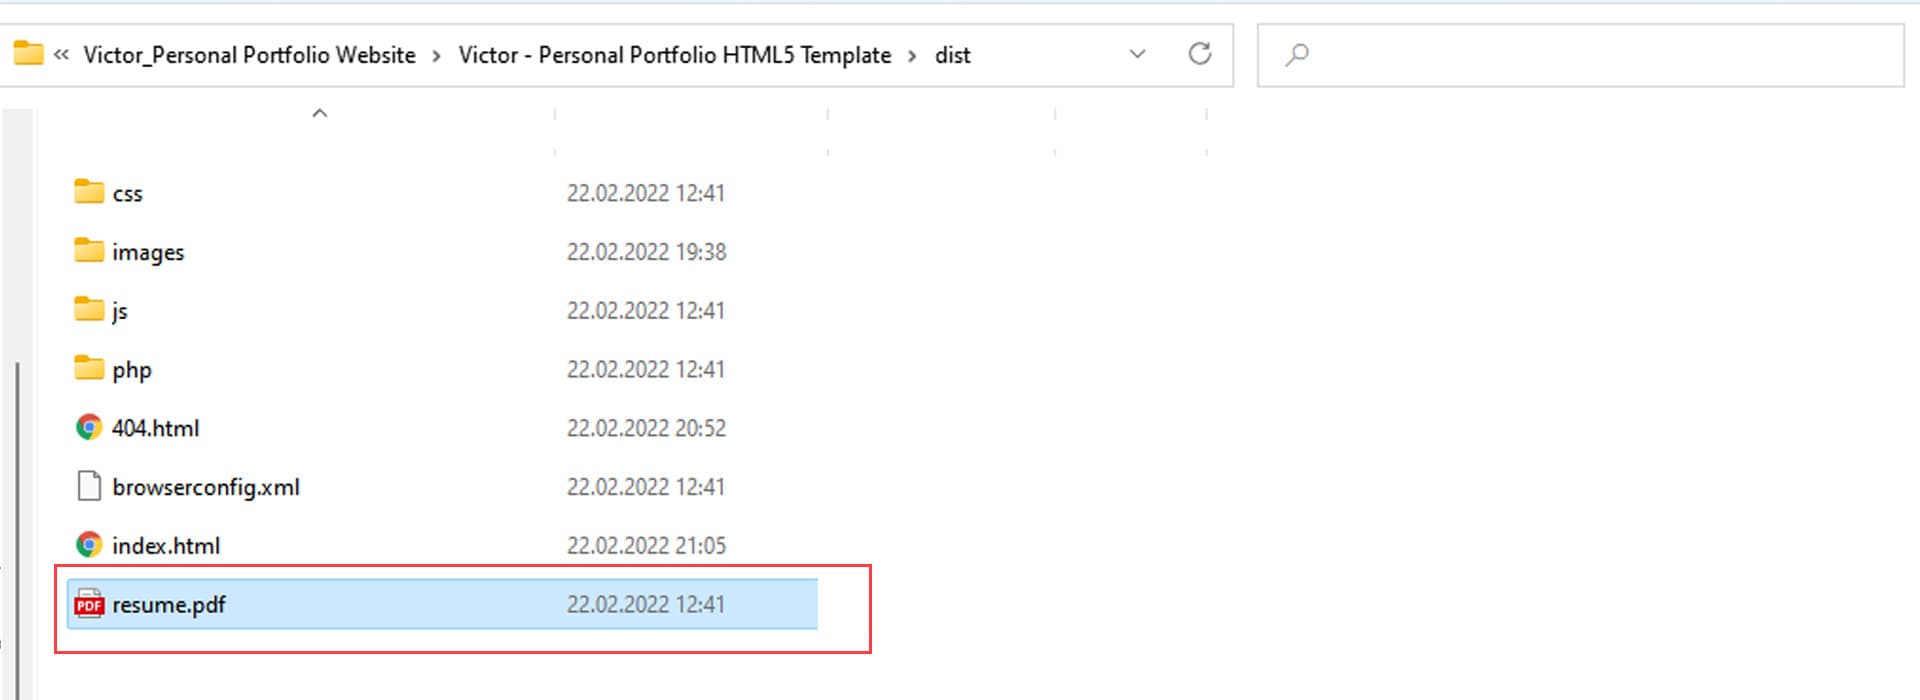 « Victor_Personal Portfolio Website › Victor - Personal Portfolio HTML5 Template › dist
css 22.02.2022 12:41
images 22.02.2022 19:38
js 22.02.2022 12:41
php 22.02.2022 12:41
404.html 22.02.2022 20:52
browserconfig.xml 22.02.2022 12:41
index.html 22.02.2022 21:05
PDF resume.pdf 22.02.2022 12:41